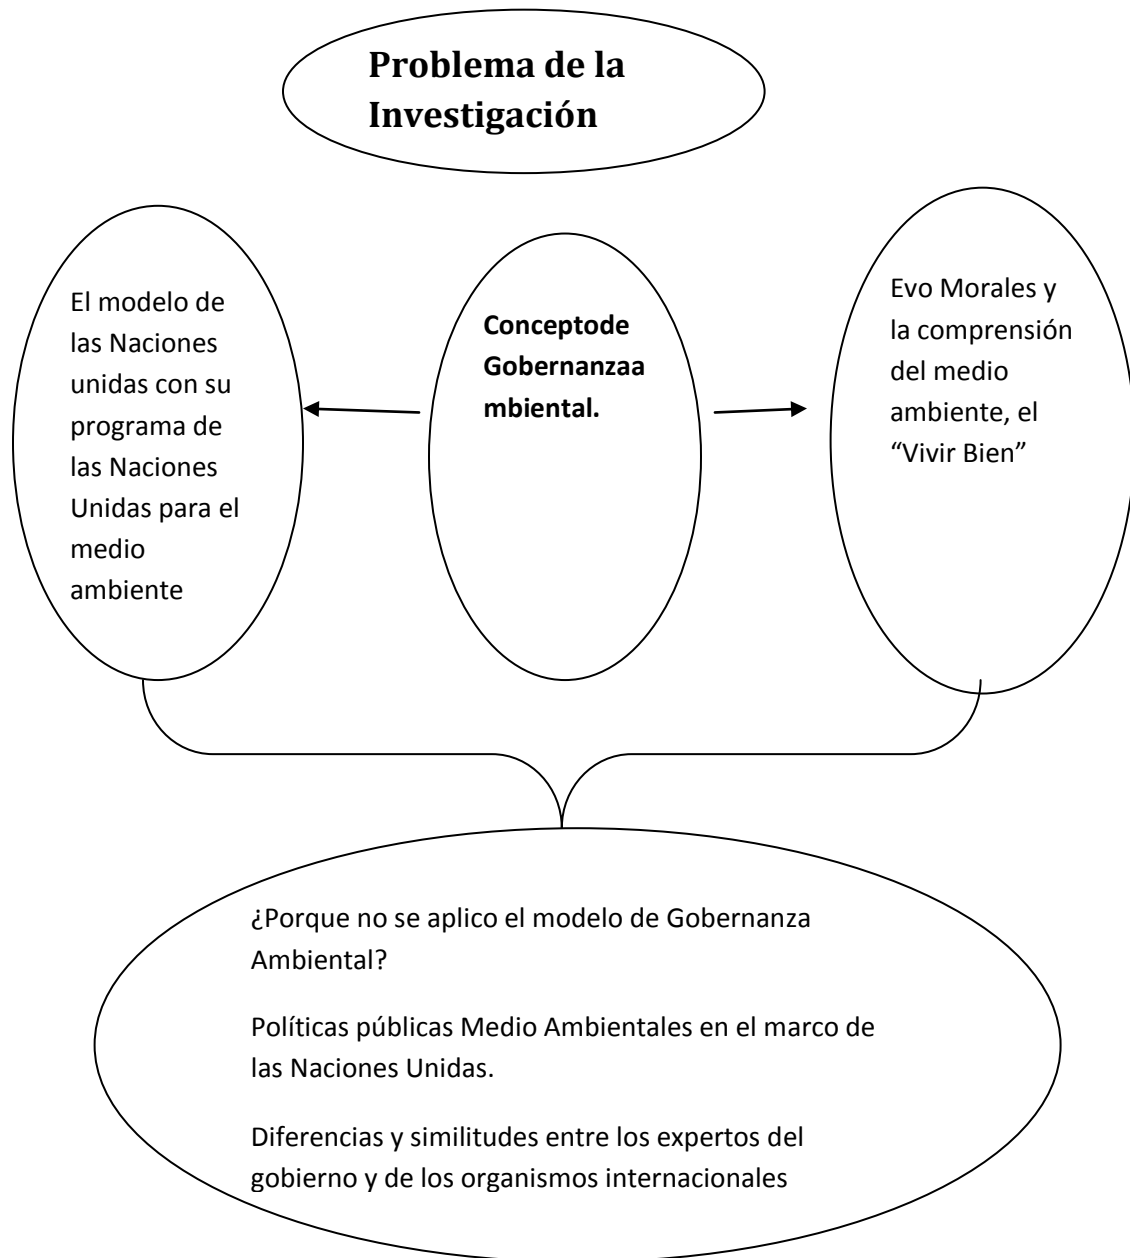 Problema de la
Investigación
El modelo de
las Naciones
unidas con su
programa de
las Naciones
Unidas para el
medio
ambiente
Conceptode
Gobernanzaa
mbiental.
Evo Morales y
la comprensión
del medio
ambiente, el
“Vivir Bien”
¿Porque no se aplico el modelo de Gobernanza
Ambiental?
Políticas públicas Medio Ambientales en el marco de
las Naciones Unidas.
Diferencias y similitudes entre los expertos del
gobierno y de los organismos internacionales